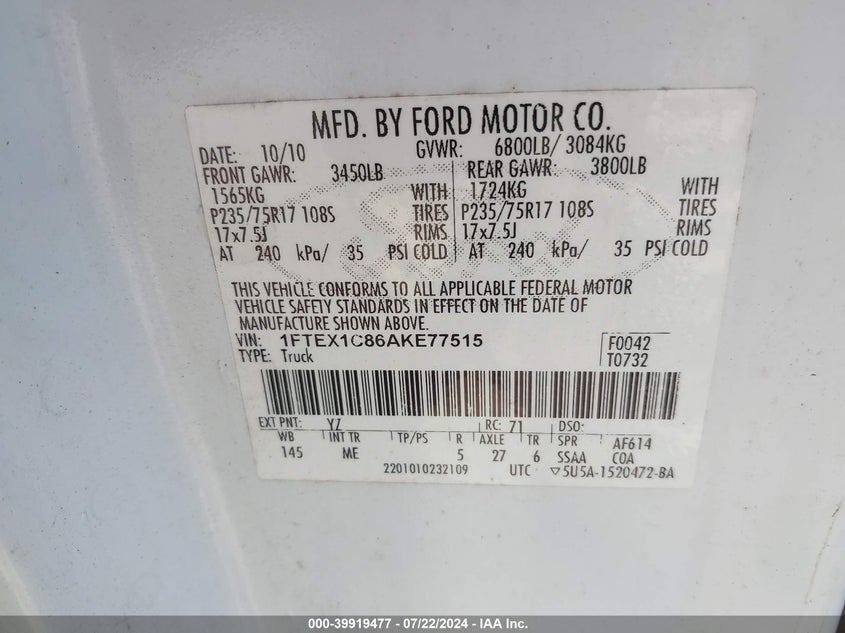 MFD. BY FORD MOTOR CO.
DATE: 10/10 GVWR: 6800LB/ 3084KG
FRONT GAWR: 3450LB REAR GAWR: 3800LB
1565KG WITH 1724KG WITH
P235/75R17 108S TIRES P235/75R17 108S TIRES
17x7.5J RIMS 17x7.5J RIMS
AT 240 kPa/ 35 PSI COLD AT 240 kPa/ 35 PSI COLD
THIS VEHICLE CONFORMS TO ALL APPLICABLE FEDERAL MOTOR
VEHICLE SAFETY STANDARDS IN EFFECT ON THE DATE OF
MANUFACTURE SHOWN ABOVE.
VIN: 1FTEX1C86AKE77515 F0042
TYPE: Truck T0732
EXT PNT: YZ RC: 71 DSO:
WB INT TR TP/PS R AXLE TR SPR AF614
145 ME 5 27 6 SSAA COA
2201010232109 UTC ▽5U5A-1520472-BA
000-39919477 - 07/22/2024 - IAA Inc.